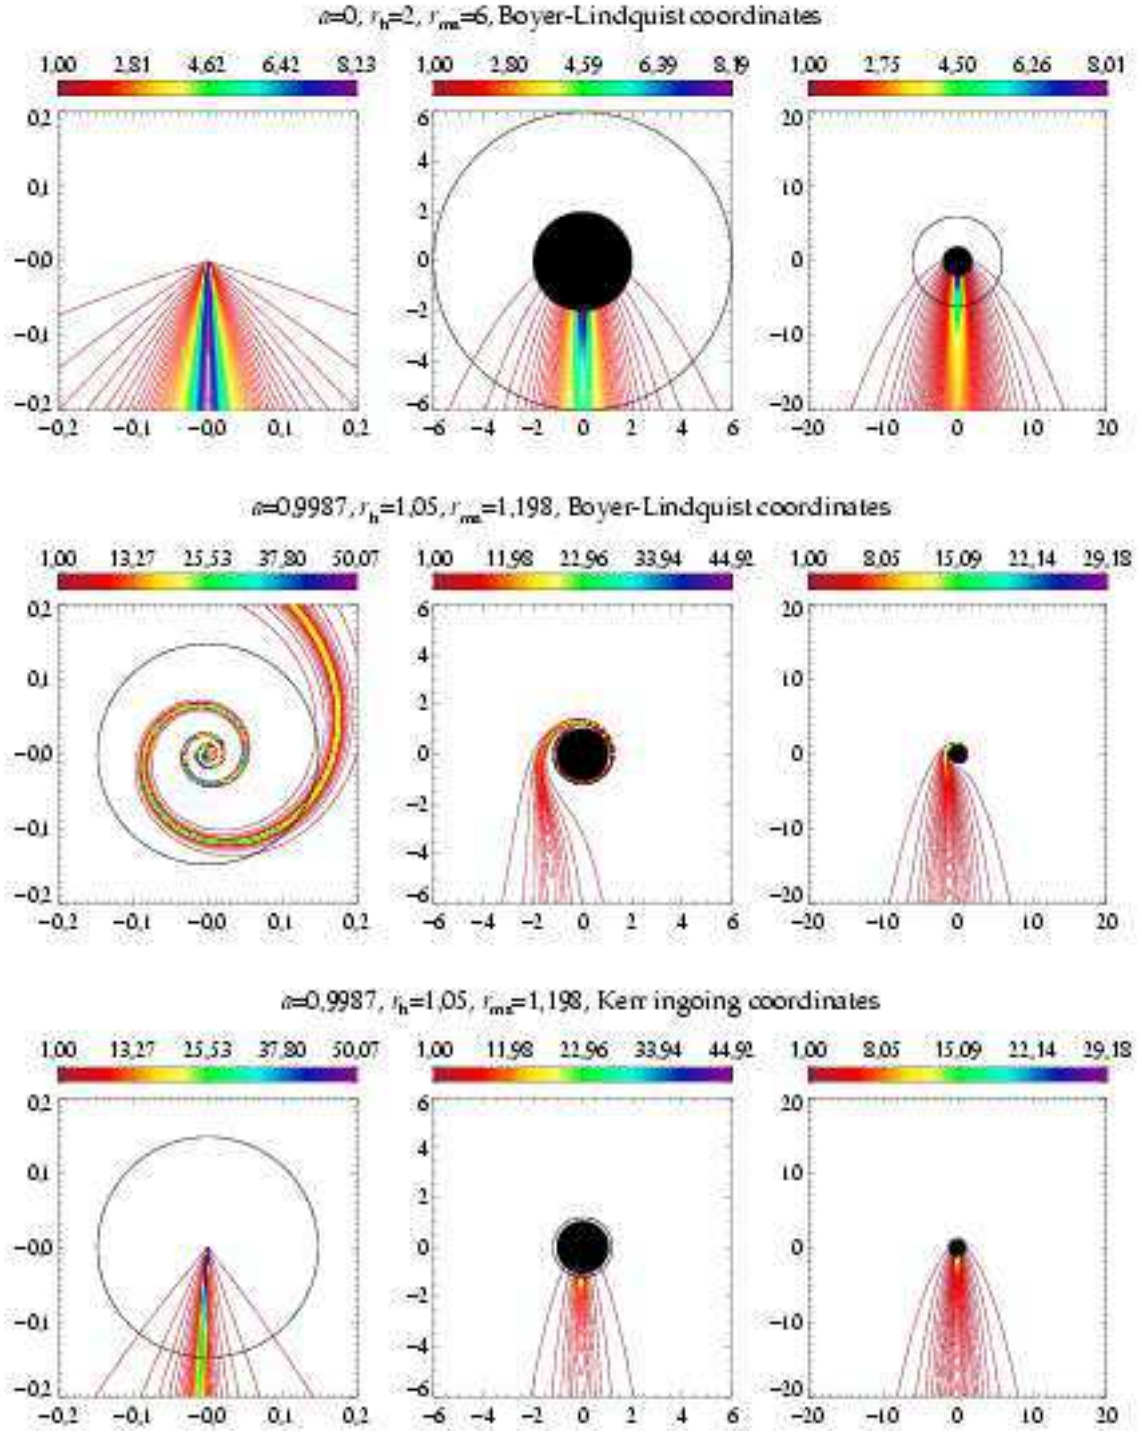 a=0, r_h=2, r_ms=6, Boyer-Lindquist coordinates
1,00 2,81 4,62 6,42 8,23
1,00 2,80 4,59 6,39 8,19
1,00 2,75 4,50 6,26 8,01
0,2 0,1 −0,0 −0,1 −0,2
6 4 2 0 −2 −4 −6
20 10 0 −10 −20
−0,2 −0,1 −0,0 0,1 0,2
−6 −4 −2 0 2 4 6
−20 −10 0 10 20
a=0,9987, r_h=1,05, r_ms=1,198, Boyer-Lindquist coordinates
1,00 13,27 25,53 37,80 50,07
1,00 11,98 22,96 33,94 44,92
1,00 8,05 15,09 22,14 29,18
0,2 0,1 −0,0 −0,1 −0,2
6 4 2 0 −2 −4 −6
20 10 0 −10 −20
−0,2 −0,1 −0,0 0,1 0,2
−6 −4 −2 0 2 4 6
−20 −10 0 10 20
a=0,9987, r_h=1,05, r_ms=1,198, Kerr ingoing coordinates
1,00 13,27 25,53 37,80 50,07
1,00 11,98 22,96 33,94 44,92
1,00 8,05 15,09 22,14 29,18
0,2 0,1 −0,0 −0,1 −0,2
6 4 2 0 −2 −4 −6
20 10 0 −10 −20
−0,2 −0,1 −0,0 0,1 0,2
−6 −4 −2 0 2 4 6
−20 −10 0 10 20